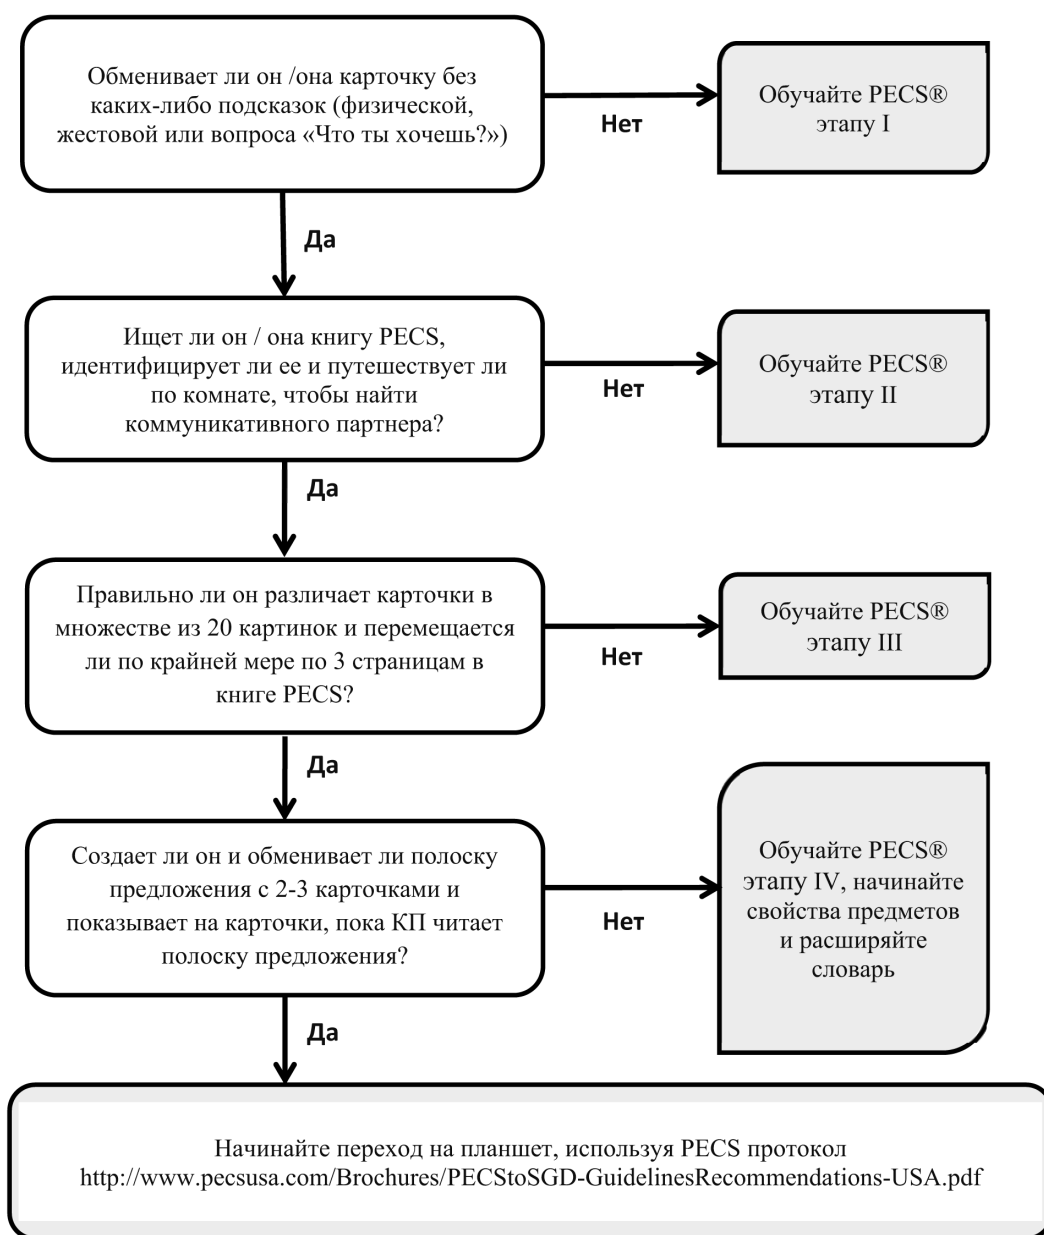 Обменивает ли он /она карточку без
каких-либо подсказок (физической,
жестовой или вопроса «Что ты хочешь?»)
Нет
Обучайте PECS®
этапу I
Да
Ищет ли он / она книгу PECS,
идентифицирует ли ее и путешествует ли
по комнате, чтобы найти
коммуникативного партнера?
Нет
Обучайте PECS®
этапу II
Да
Правильно ли он различает карточки в
множестве из 20 картинок и перемещается
ли по крайней мере по 3 страницам в
книге PECS?
Нет
Обучайте PECS®
этапу III
Да
Создает ли он и обменивает ли полоску
предложения с 2-3 карточками и
показывает на карточки, пока КП читает
полоску предложения?
Нет
Обучайте PECS®
этапу IV, начинайте
свойства предметов
и расширяйте
словарь
Да
Начинайте переход на планшет, используя PECS протокол
http://www.pecsusa.com/Brochures/PECStoSGD-GuidelinesRecommendations-USA.pdf